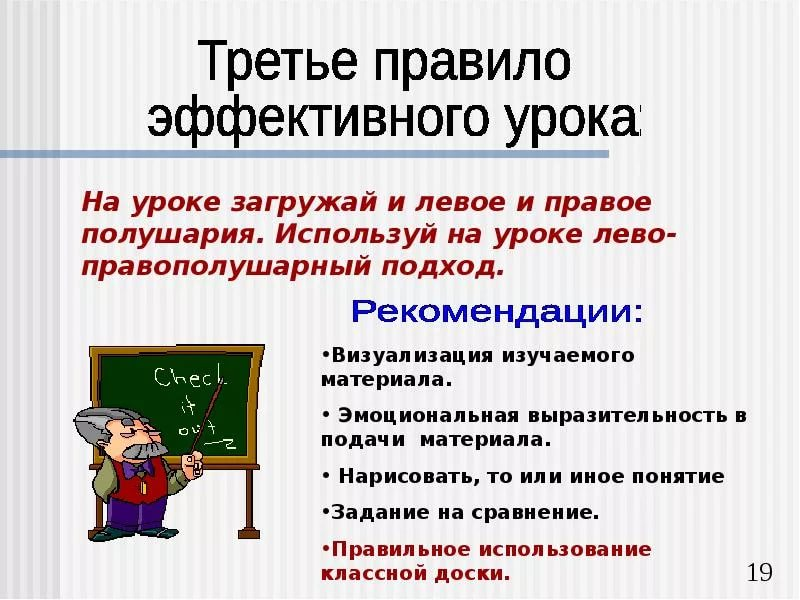 Третье правило
эффективного урока:
На уроке загружай и левое и правое
полушария. Используй на уроке лево-
правополушарный подход.
Рекомендации:
•Визуализация изучаемого
материала.
• Эмоциональная выразительность в
подачи материала.
• Нарисовать, то или иное понятие
•Задание на сравнение.
•Правильное использование
классной доски.
Check
it
out
19